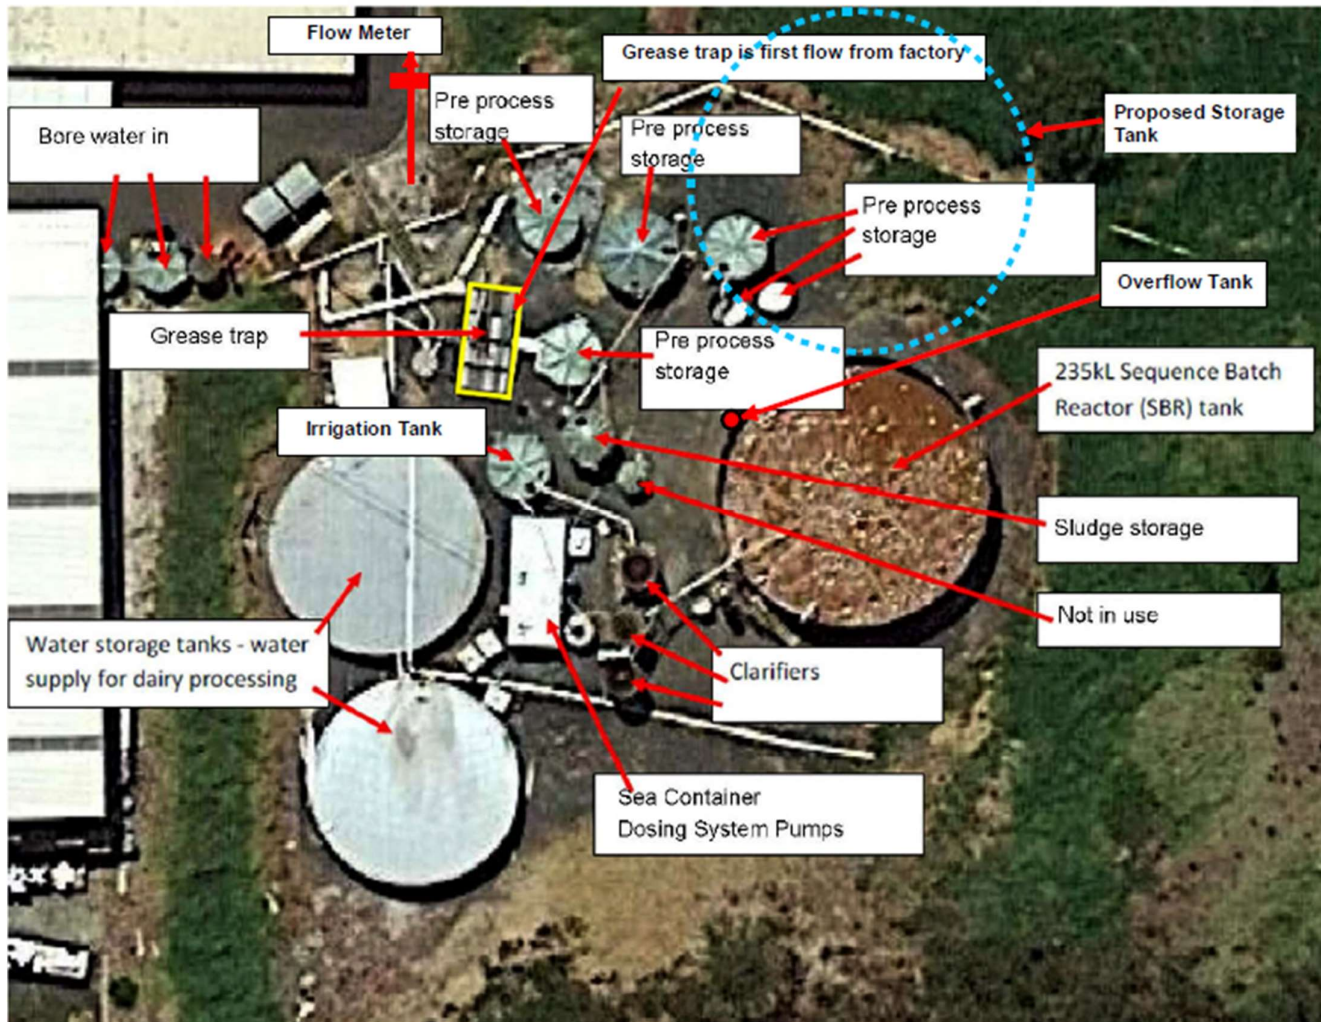 Flow Meter
Grease trap is first flow from factory
Pre process
storage
Bore water in
Pre process
storage
Proposed Storage
Tank
Pre process
storage
Overflow Tank
Grease trap
Pre process
storage
235kL Sequence Batch
Reactor (SBR) tank
Irrigation Tank
Sludge storage
Not in use
Water storage tanks - water
supply for dairy processing
Clarifiers
Sea Container
Dosing System Pumps